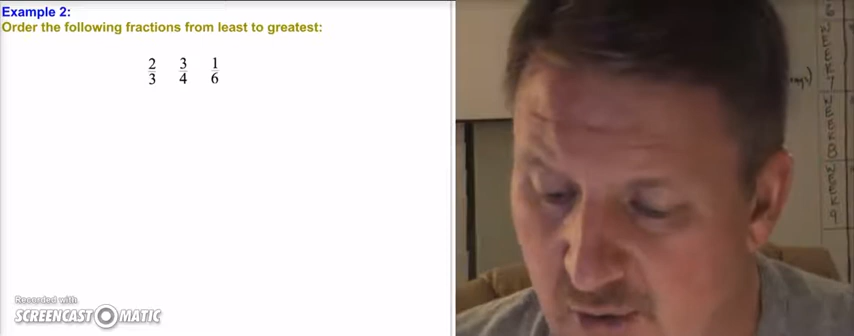 Example 2:
Order the following fractions from least to greatest:
2/3 3/4 1/6
Recorded with
SCREENCAST-O-MATIC
WEEK 7
WEEK 8
WEEK 9